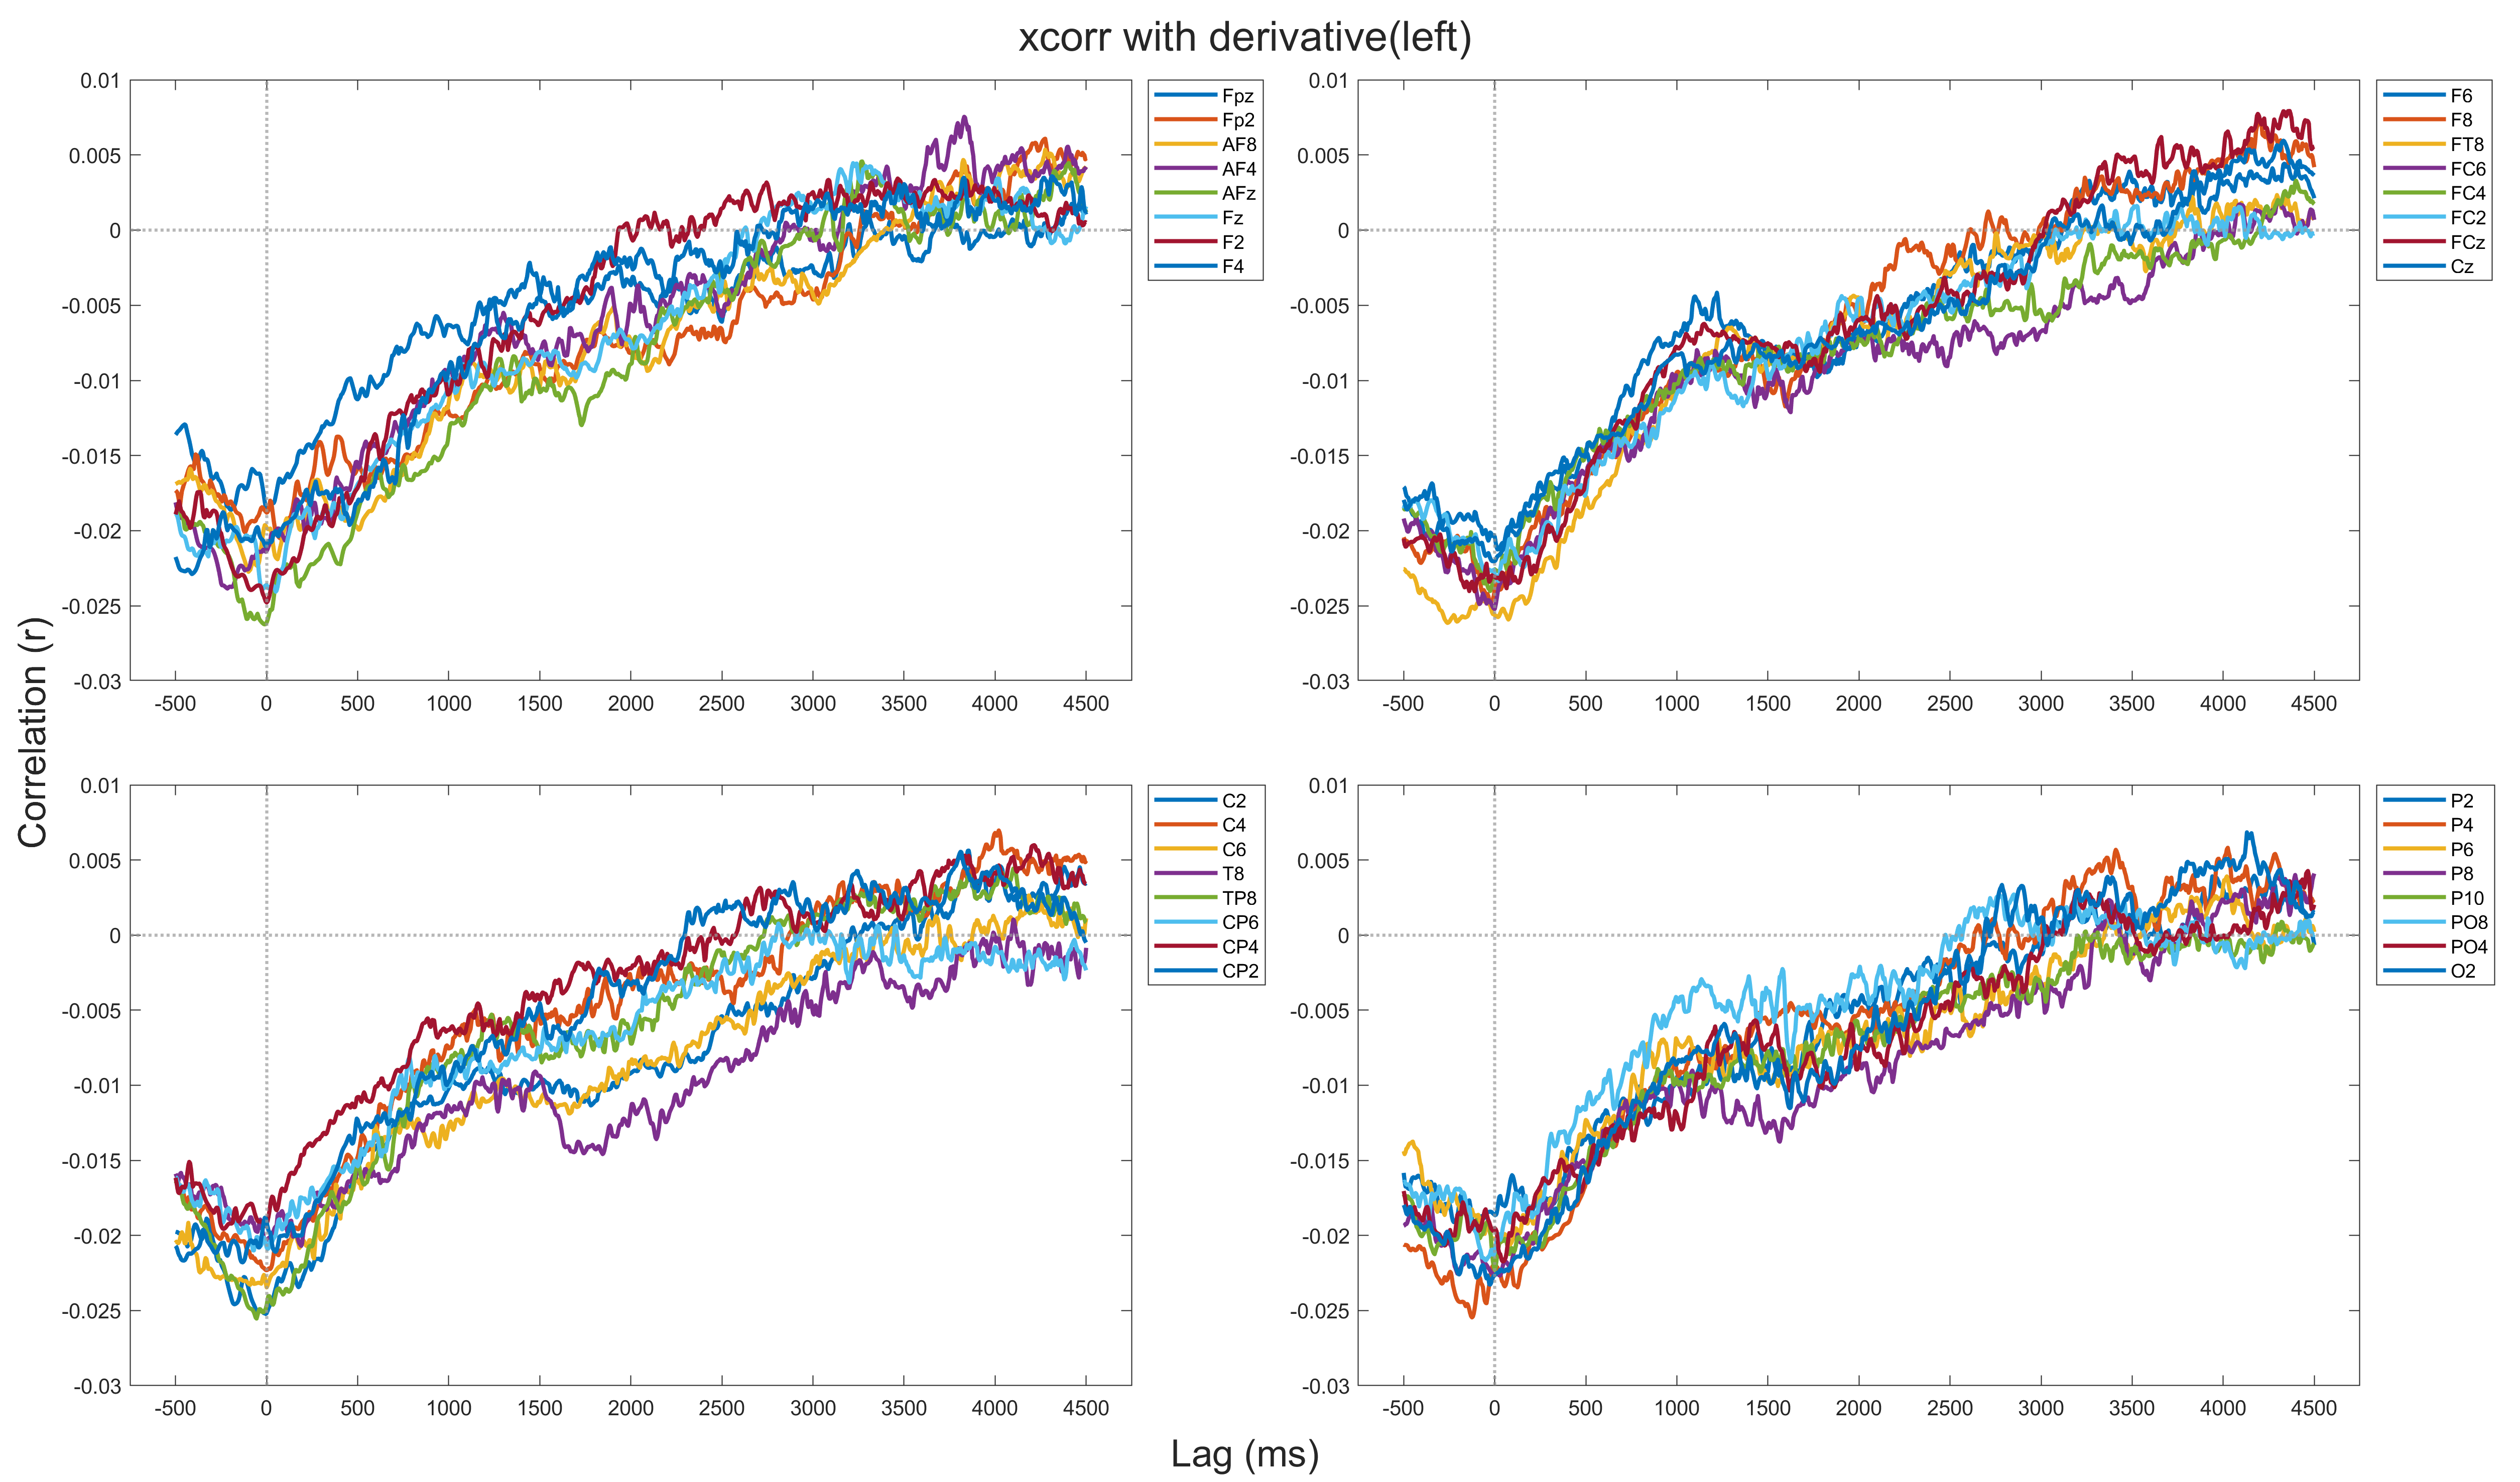 xcorr with derivative(left)
Correlation (r)
0.01
0.005
0
-0.005
-0.01
-0.015
-0.02
-0.025
-0.03
-500 0 500 1000 1500 2000 2500 3000 3500 4000 4500
Fpz
Fp2
AF8
AF4
AFz
Fz
F2
F4
0.01
0.005
0
-0.005
-0.01
-0.015
-0.02
-0.025
-0.03
-500 0 500 1000 1500 2000 2500 3000 3500 4000 4500
F6
F8
FT8
FC6
FC4
FC2
FCz
Cz
0.01
0.005
0
-0.005
-0.01
-0.015
-0.02
-0.025
-0.03
-500 0 500 1000 1500 2000 2500 3000 3500 4000 4500
C2
C4
C6
T8
TP8
CP6
CP4
CP2
0.01
0.005
0
-0.005
-0.01
-0.015
-0.02
-0.025
-0.03
-500 0 500 1000 1500 2000 2500 3000 3500 4000 4500
P2
P4
P6
P8
P10
PO8
PO4
O2
Lag (ms)